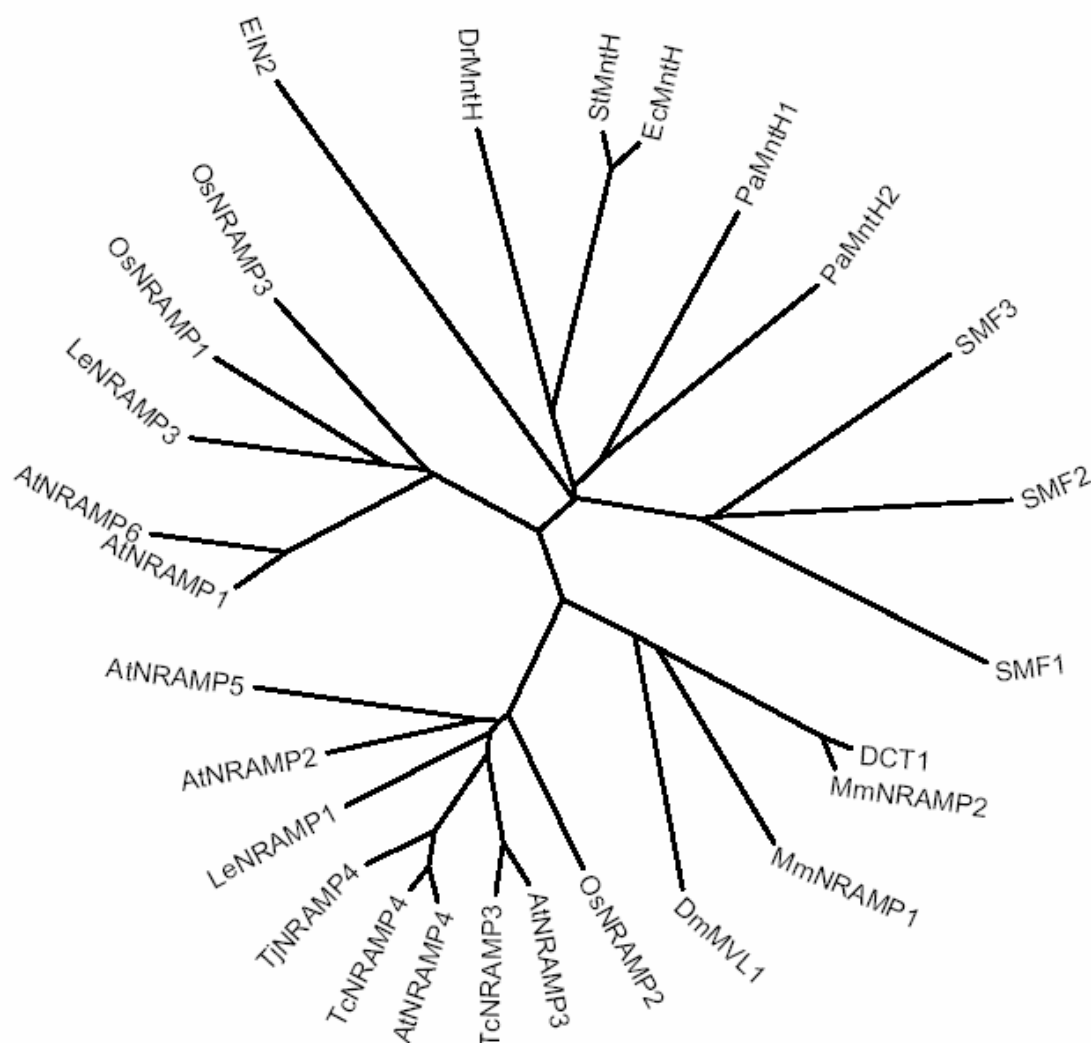 EIN2
DrMntH
StMntH
EcMntH
PaMntH1
PaMntH2
SMF3
SMF2
SMF1
DCT1
MmNRAMP2
MmNRAMP1
DmMVL1
OsNRAMP2
AtNRAMP3
TcNRAMP3
AtNRAMP4
TcNRAMP4
TjNRAMP4
LeNRAMP1
AtNRAMP2
AtNRAMP5
AtNRAMP1
AtNRAMP6
LeNRAMP3
OsNRAMP1
OsNRAMP3